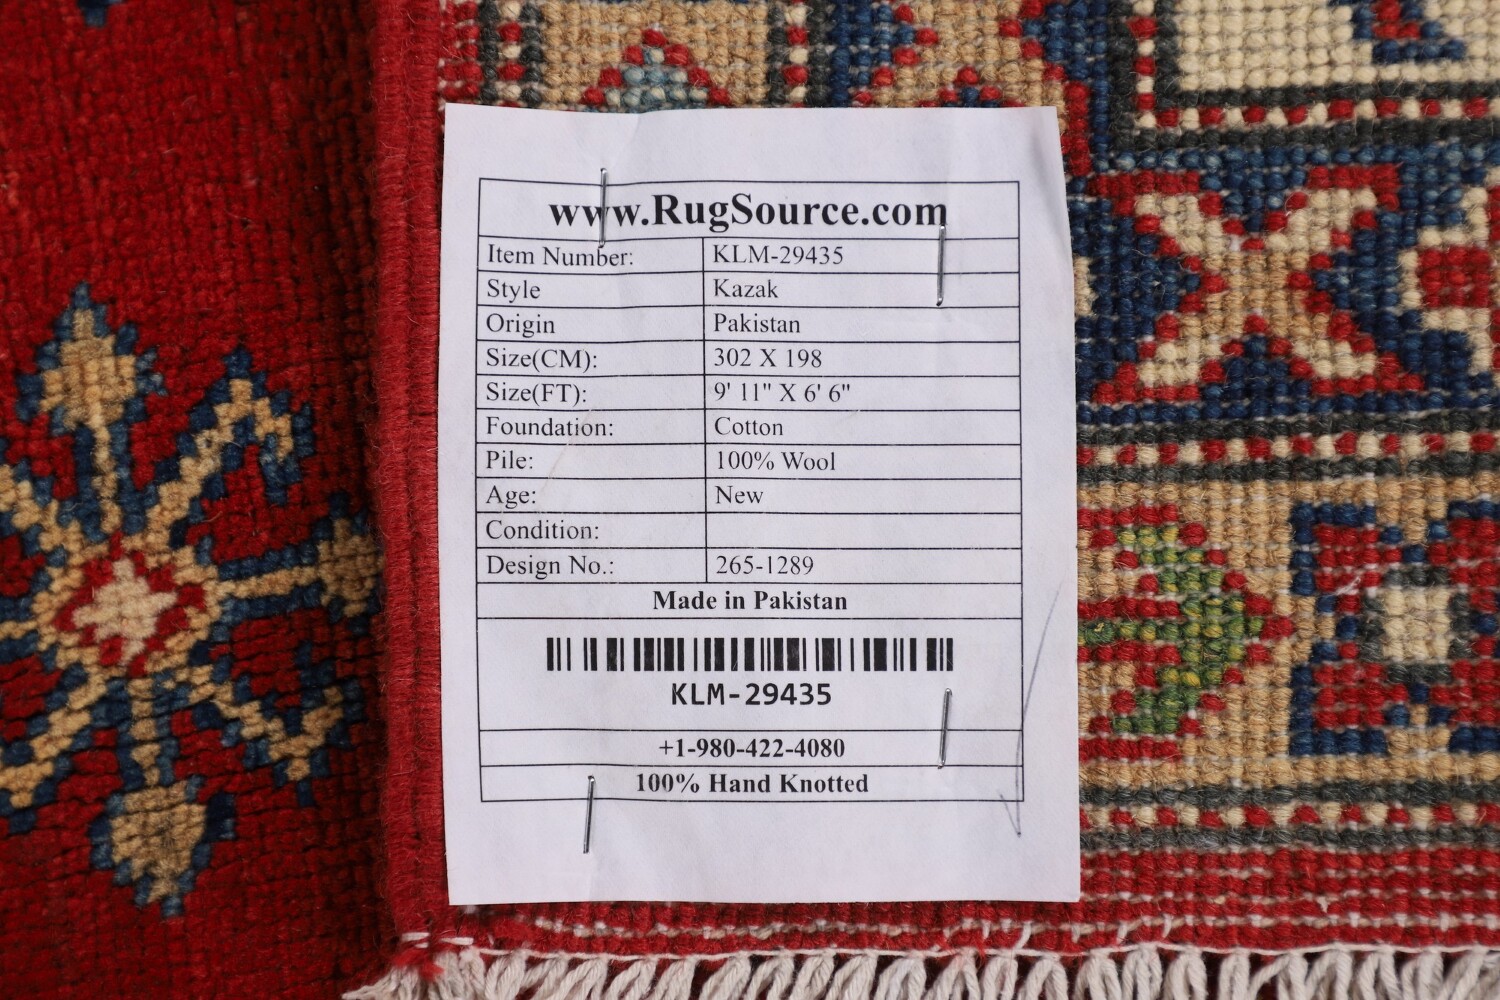 www.RugSource.com
Item Number: KLM-29435
Style Kazak
Origin Pakistan
Size(CM): 302 X 198
Size(FT): 9' 11" X 6' 6"
Foundation: Cotton
Pile: 100% Wool
Age: New
Condition:
Design No.: 265-1289
Made in Pakistan
KLM-29435
+1-980-422-4080
100% Hand Knotted